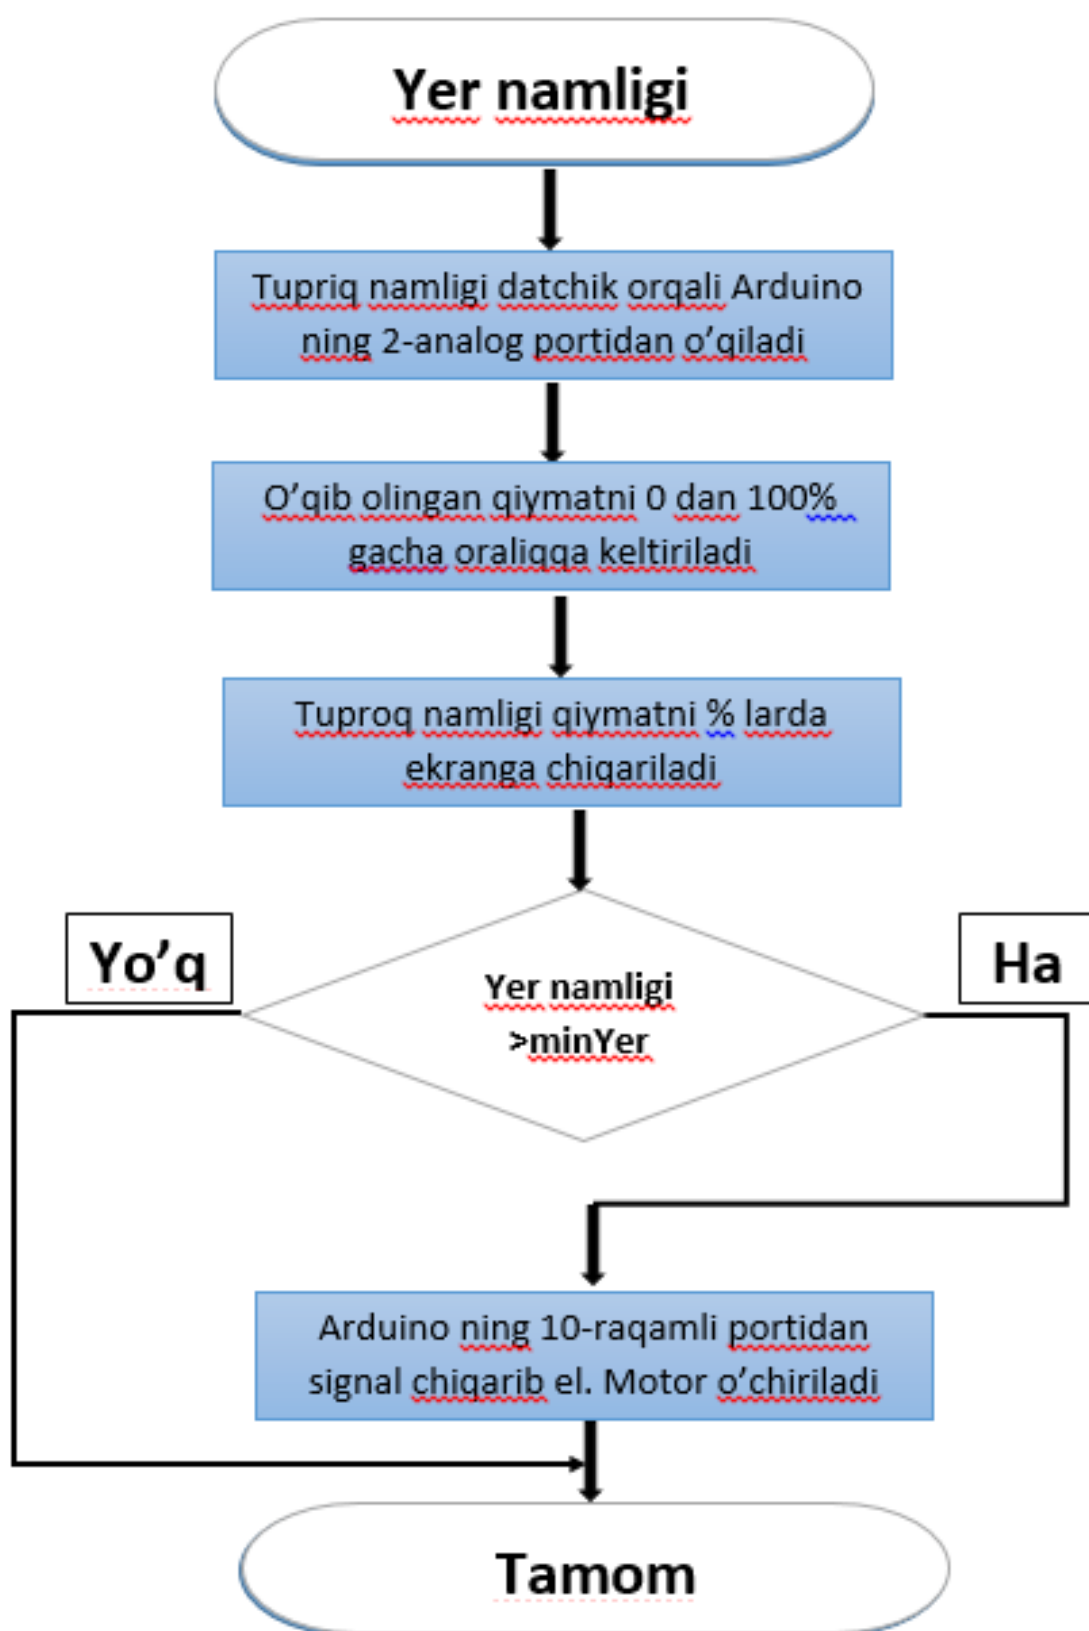 Yer namligi
Tupriq namligi datchik orqali Arduino
ning 2-analog portidan o’qiladi
O’qib olingan qiymatni 0 dan 100%
gacha oraliqqa keltiriladi
Tuproq namligi qiymatni % larda
ekranga chiqariladi
Yo’q
Ha
Yer namligi
>minYer
Arduino ning 10-raqamli portidan
signal chiqarib el. Motor o’chiriladi
Tamom